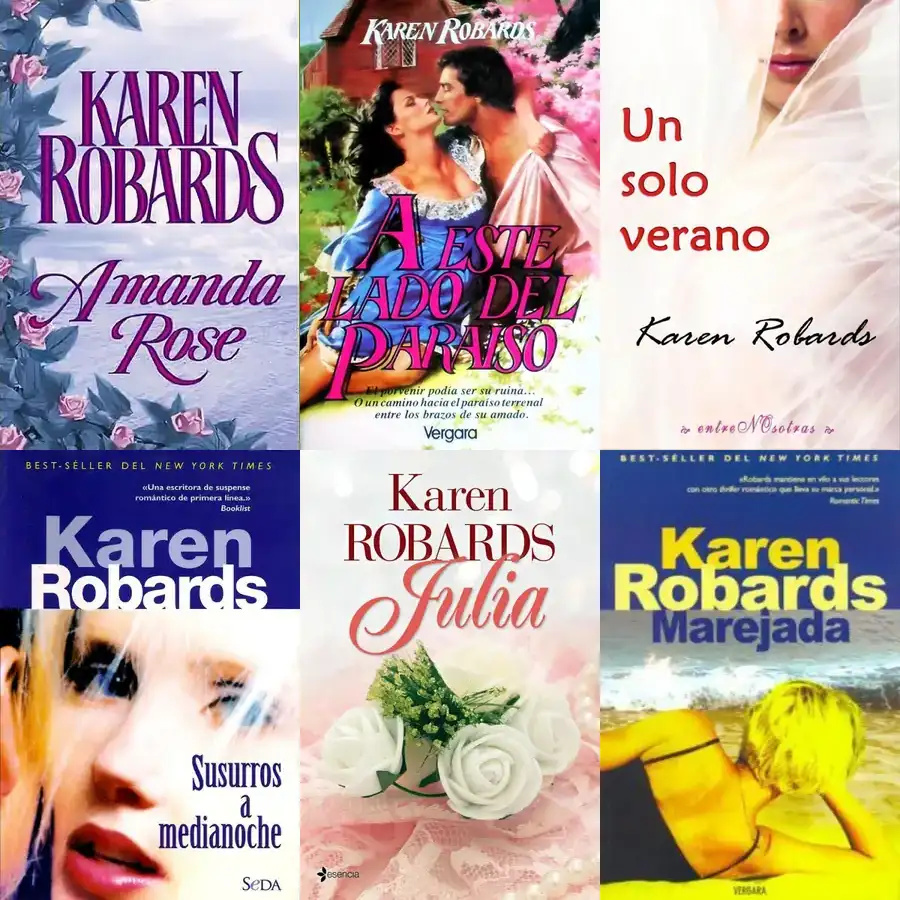 KAREN
ROBARDS
Amanda
Rose
KAREN ROBARDS
A ESTE
LADO DEL
PARAISO
El porvenir podía ser su ruina...
O un camino hacia el paraíso terrenal
entre los brazos de su amado.
Vergara
Un
solo
verano
Karen Robards
entreNOsotras
BEST-SÉLLER DEL NEW YORK TIMES
«Una escritora de suspense
romántico de primera línea.»
Booklist
Karen
Robards
Susurros
a
medianoche
SEDA
Karen
ROBARDS
Julia
esencia
BEST-SÉLLER DEL NEW YORK TIMES
«Robards mantiene en vilo a sus lectores
con otro thriller romántico que lleva su marca personal.»
Romantic Times
Karen
Robards
Marejada
VERGARA